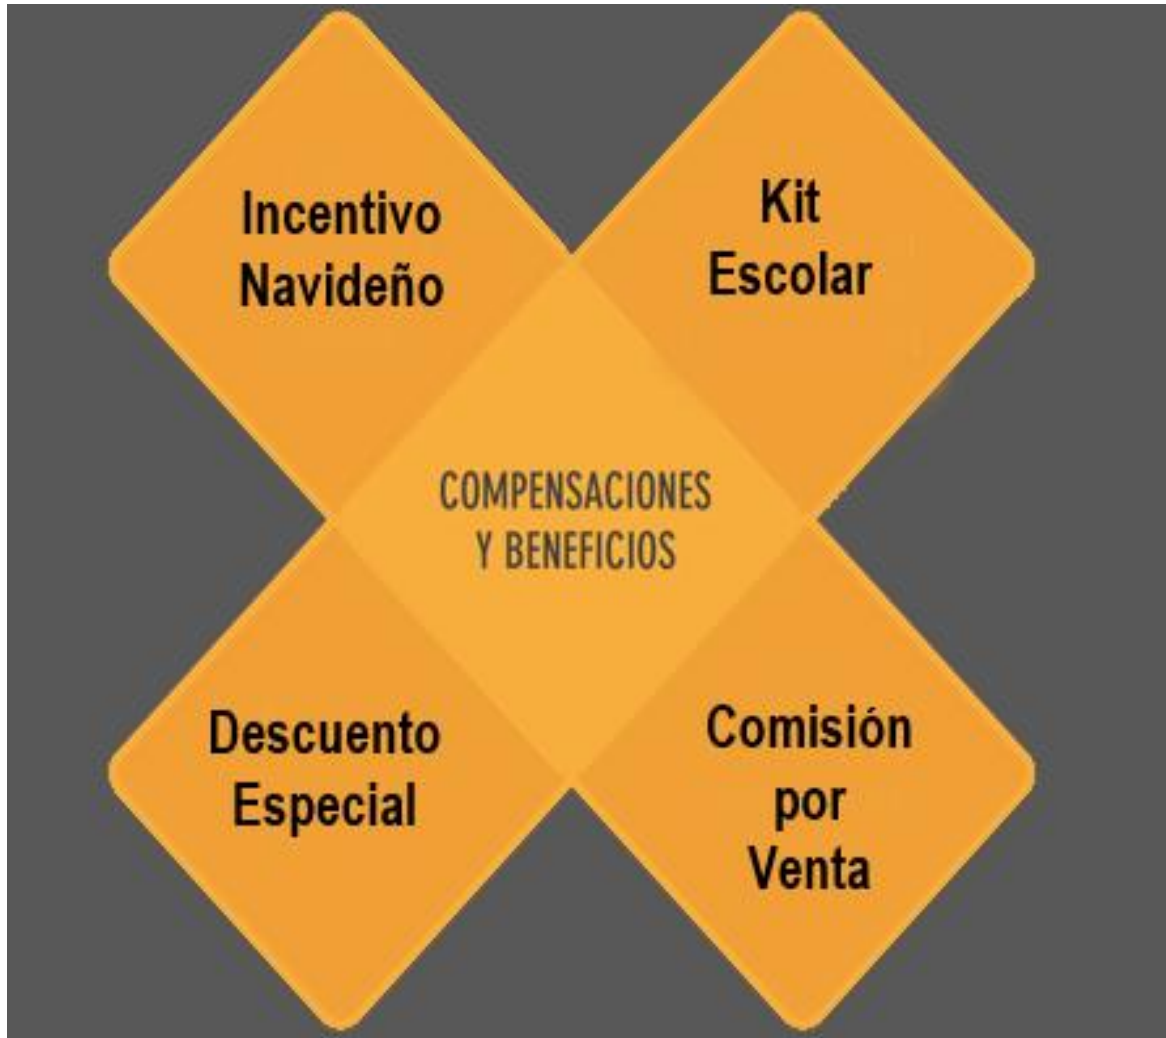 Incentivo
Navideño
Kit
Escolar
COMPENSACIONES
Y BENEFICIOS
Descuento
Especial
Comisión
por
Venta